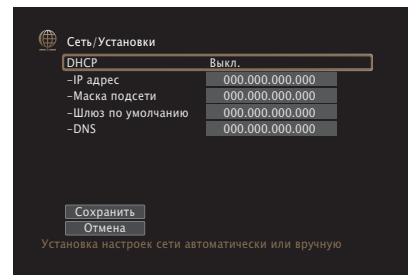 Сеть/Установки
DHCP Выкл.
–IP адрес 000.000.000.000
–Маска подсети 000.000.000.000
–Шлюз по умолчанию 000.000.000.000
–DNS 000.000.000.000
Сохранить
Отмена
Установка настроек сети автоматически или вручную